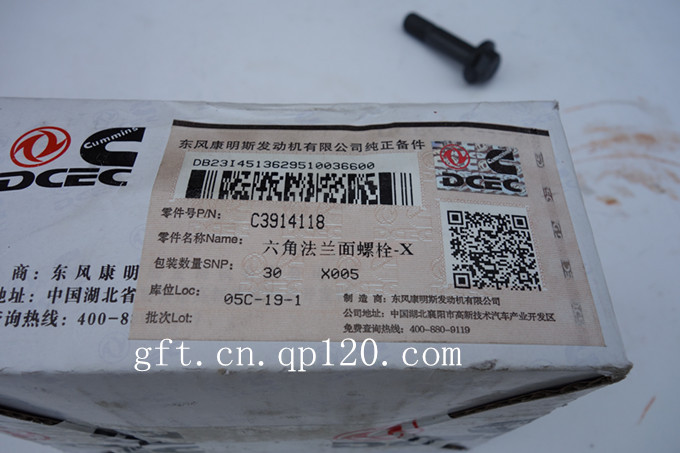 Cummins
DCEC
东风康明斯发动机有限公司纯正备件
DB23I4513629510036600
DCEC
零件号P/N: C3914118
零件名称Name: 六角法兰面螺栓-X
包装数量SNP: 30 X005
库位Loc: 05C-19-1
批次Lot:
制造商: 东风康明斯发动机有限公司
公司地址: 中国湖北襄阳市高新技术汽车产业开发区
免费查询热线: 400-880-9119
商:东风康明
地址:中国湖北省
查询热线:400-88
gft.cn.qp120.com